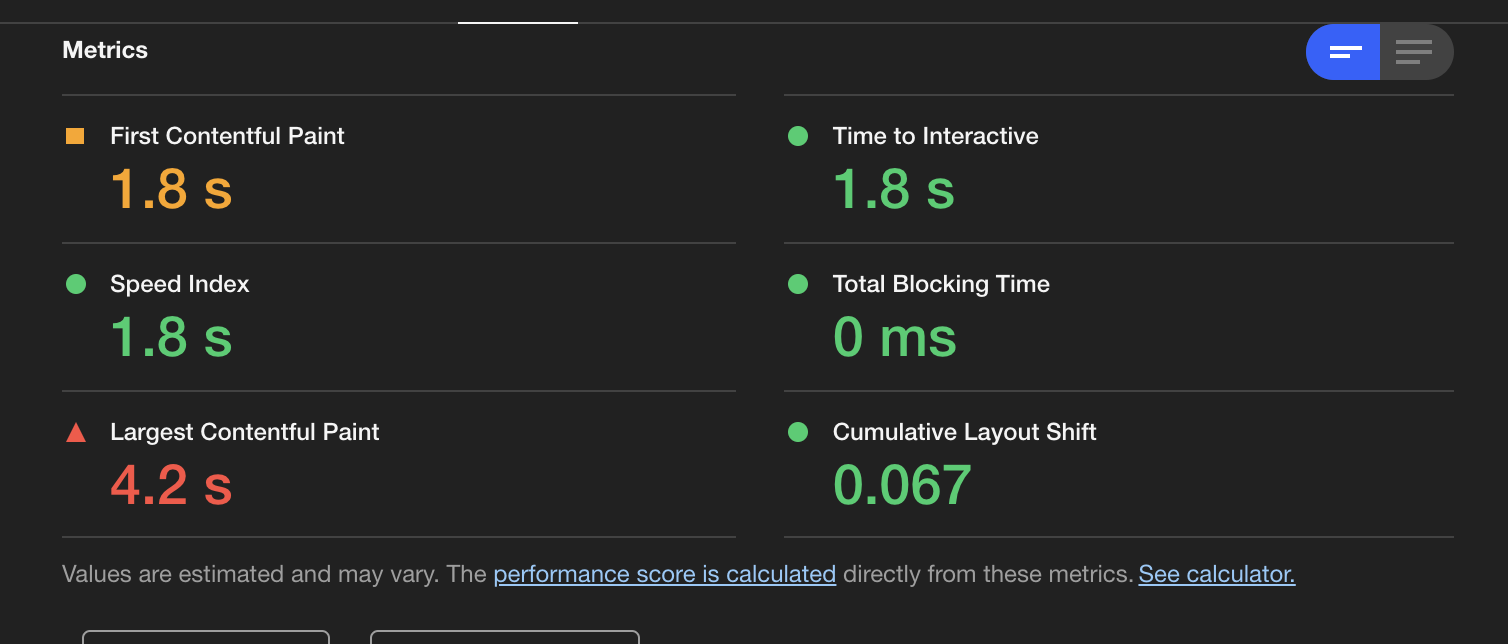 Metrics
First Contentful Paint
1.8 s
Time to Interactive
1.8 s
Speed Index
1.8 s
Total Blocking Time
0 ms
Largest Contentful Paint
4.2 s
Cumulative Layout Shift
0.067
Values are estimated and may vary. The performance score is calculated directly from these metrics. See calculator.